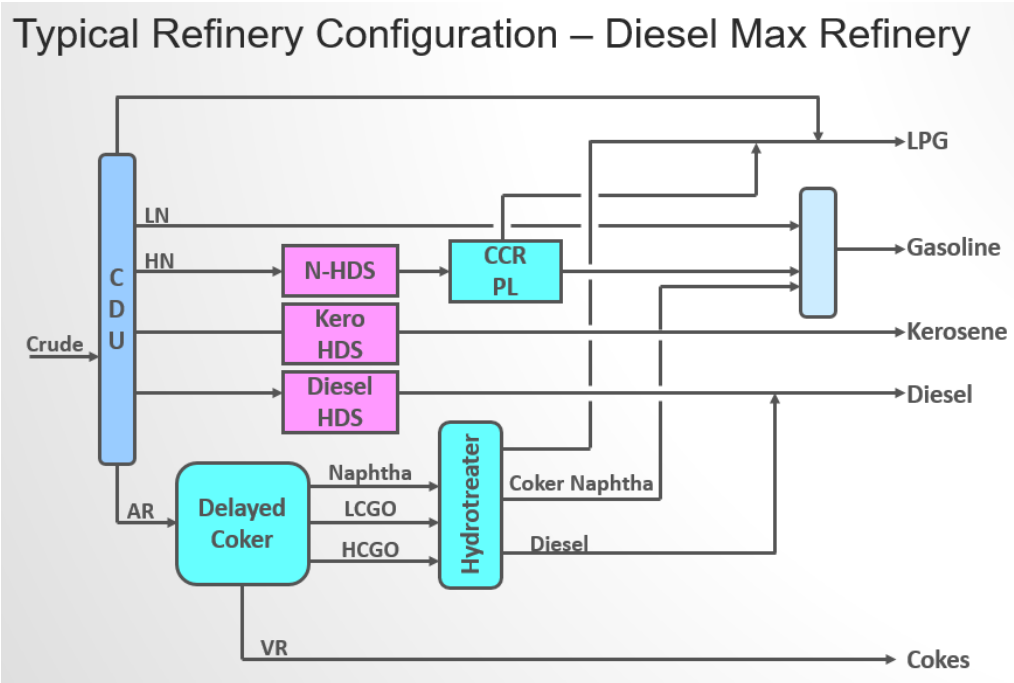 Typical Refinery Configuration – Diesel Max Refinery
LPG
LN
Gasoline
HN
N-HDS
CCR
PL
C
D
U
Kero
HDS
Kerosene
Crude
Diesel
HDS
Diesel
Naphtha
Hydrotreater
Coker Naphtha
AR
Delayed
Coker
LCGO
HCGO
Diesel
VR
Cokes